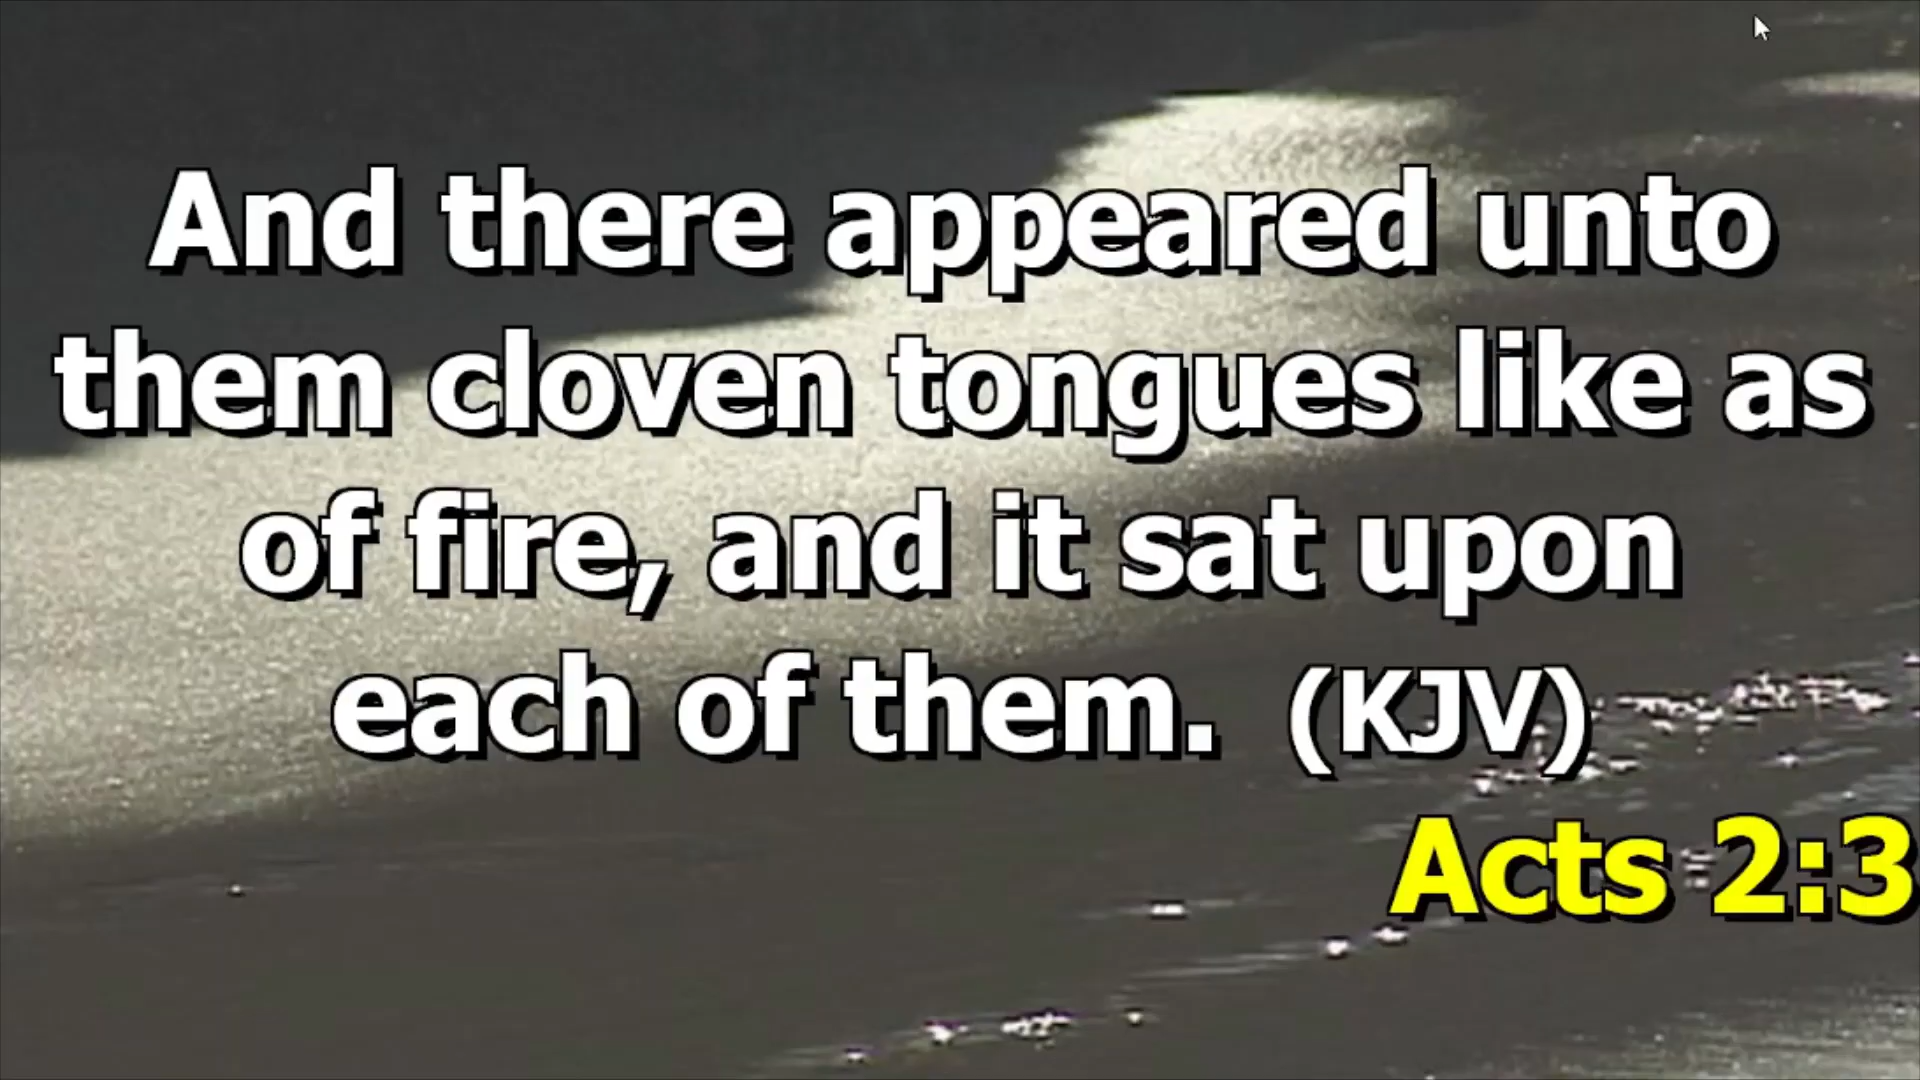 And there appeared unto
them cloven tongues like as
of fire, and it sat upon
each of them. (KJV)
Acts 2:3